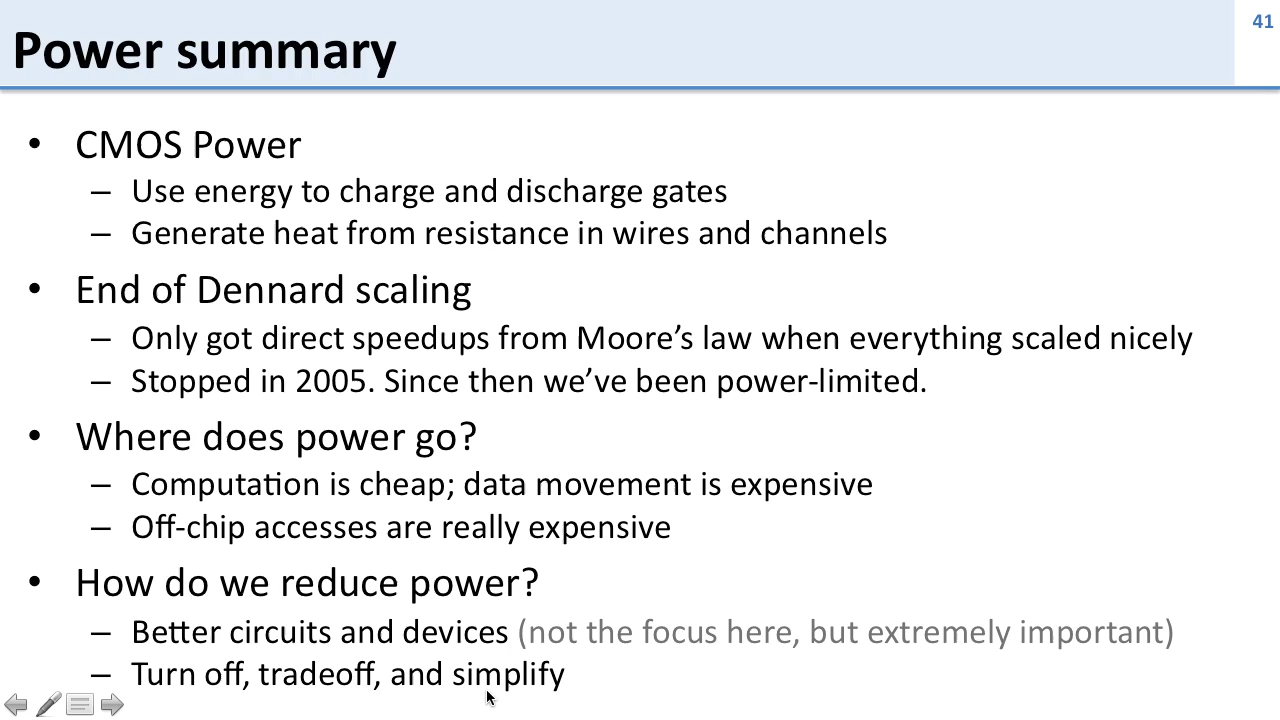 41
Power summary
• CMOS Power
– Use energy to charge and discharge gates
– Generate heat from resistance in wires and channels
• End of Dennard scaling
– Only got direct speedups from Moore’s law when everything scaled nicely
– Stopped in 2005. Since then we’ve been power-limited.
• Where does power go?
– Computation is cheap; data movement is expensive
– Off-chip accesses are really expensive
• How do we reduce power?
– Better circuits and devices (not the focus here, but extremely important)
– Turn off, tradeoff, and simplify